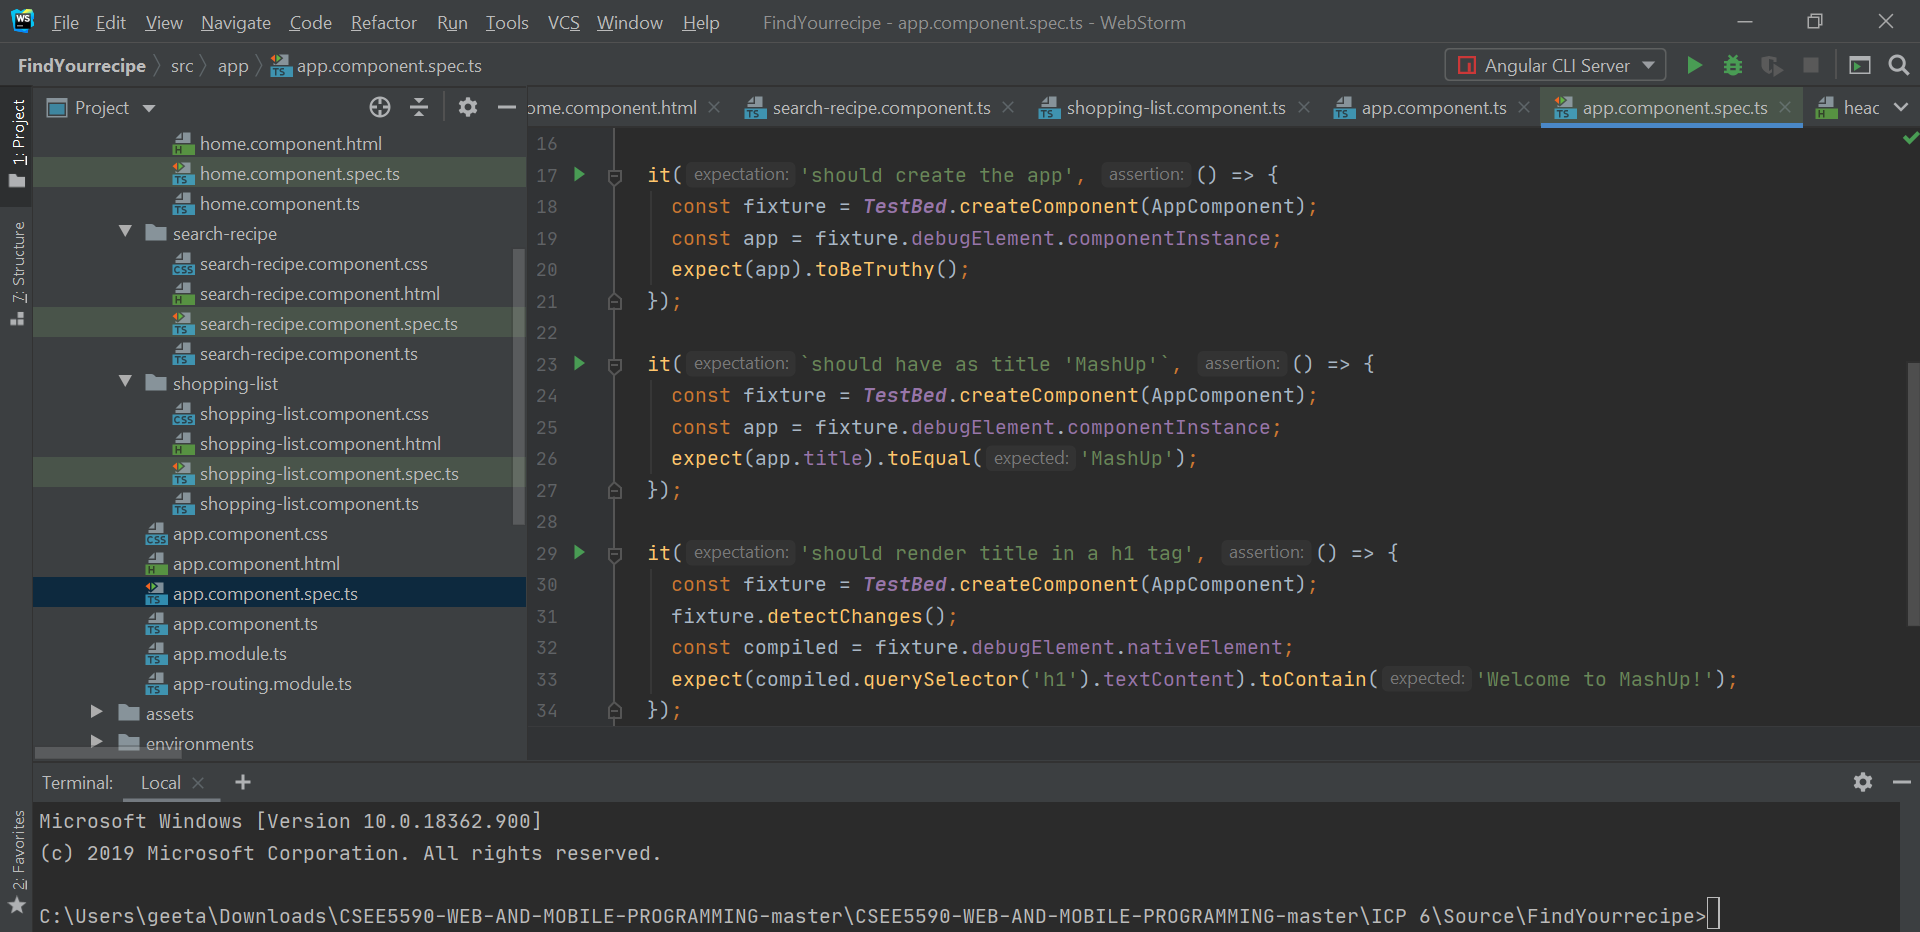 WS File Edit View Navigate Code Refactor Run Tools VCS Window Help FindYourrecipe - app.component.spec.ts - WebStorm
FindYourrecipe src app app.component.spec.ts Angular CLI Server
1: Project
7: Structure
2: Favorites
Project
home.component.html
home.component.spec.ts
home.component.ts
search-recipe
search-recipe.component.css
search-recipe.component.html
search-recipe.component.spec.ts
search-recipe.component.ts
shopping-list
shopping-list.component.css
shopping-list.component.html
shopping-list.component.spec.ts
shopping-list.component.ts
app.component.css
app.component.html
app.component.spec.ts
app.component.ts
app.module.ts
app-routing.module.ts
assets
environments
ome.component.html search-recipe.component.ts shopping-list.component.ts app.component.ts app.component.spec.ts heac
16
17 it( expectation: 'should create the app', assertion: () => {
18 const fixture = TestBed.createComponent(AppComponent);
19 const app = fixture.debugElement.componentInstance;
20 expect(app).toBeTruthy();
21 });
22
23 it( expectation: `should have as title 'MashUp'`, assertion: () => {
24 const fixture = TestBed.createComponent(AppComponent);
25 const app = fixture.debugElement.componentInstance;
26 expect(app.title).toEqual( expected: 'MashUp');
27 });
28
29 it( expectation: 'should render title in a h1 tag', assertion: () => {
30 const fixture = TestBed.createComponent(AppComponent);
31 fixture.detectChanges();
32 const compiled = fixture.debugElement.nativeElement;
33 expect(compiled.querySelector('h1').textContent).toContain( expected: 'Welcome to MashUp!');
34 });
Terminal: Local
Microsoft Windows [Version 10.0.18362.900]
(c) 2019 Microsoft Corporation. All rights reserved.
C:\Users\geeta\Downloads\CSEE5590-WEB-AND-MOBILE-PROGRAMMING-master\CSEE5590-WEB-AND-MOBILE-PROGRAMMING-master\ICP 6\Source\FindYourrecipe>